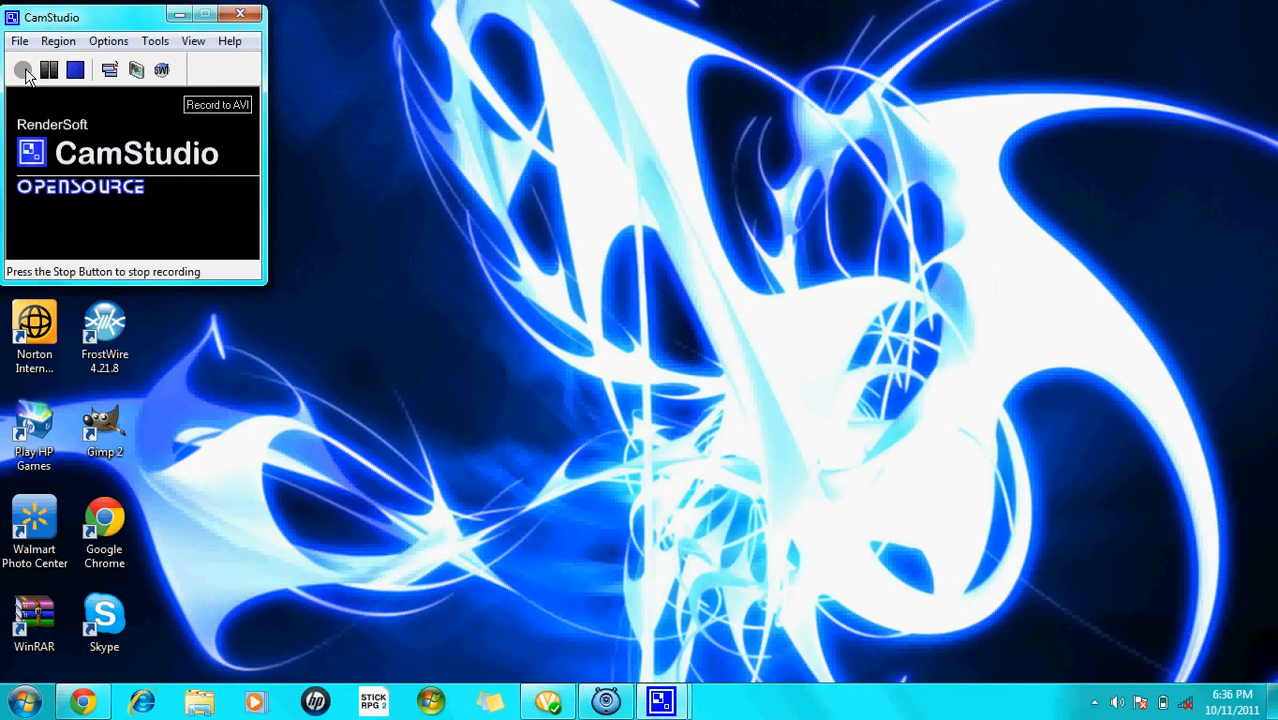 CamStudio
File Region Options Tools View Help
SWF
Record to AVI
RenderSoft
CamStudio
OPENSOURCE
Press the Stop Button to stop recording
Norton
Intern...
FrostWire
4.21.8
Play HP
Games
Gimp 2
Walmart
Photo Center
Google
Chrome
WinRAR
Skype
hp
STICK
RPG 2
6:36 PM
10/11/2011